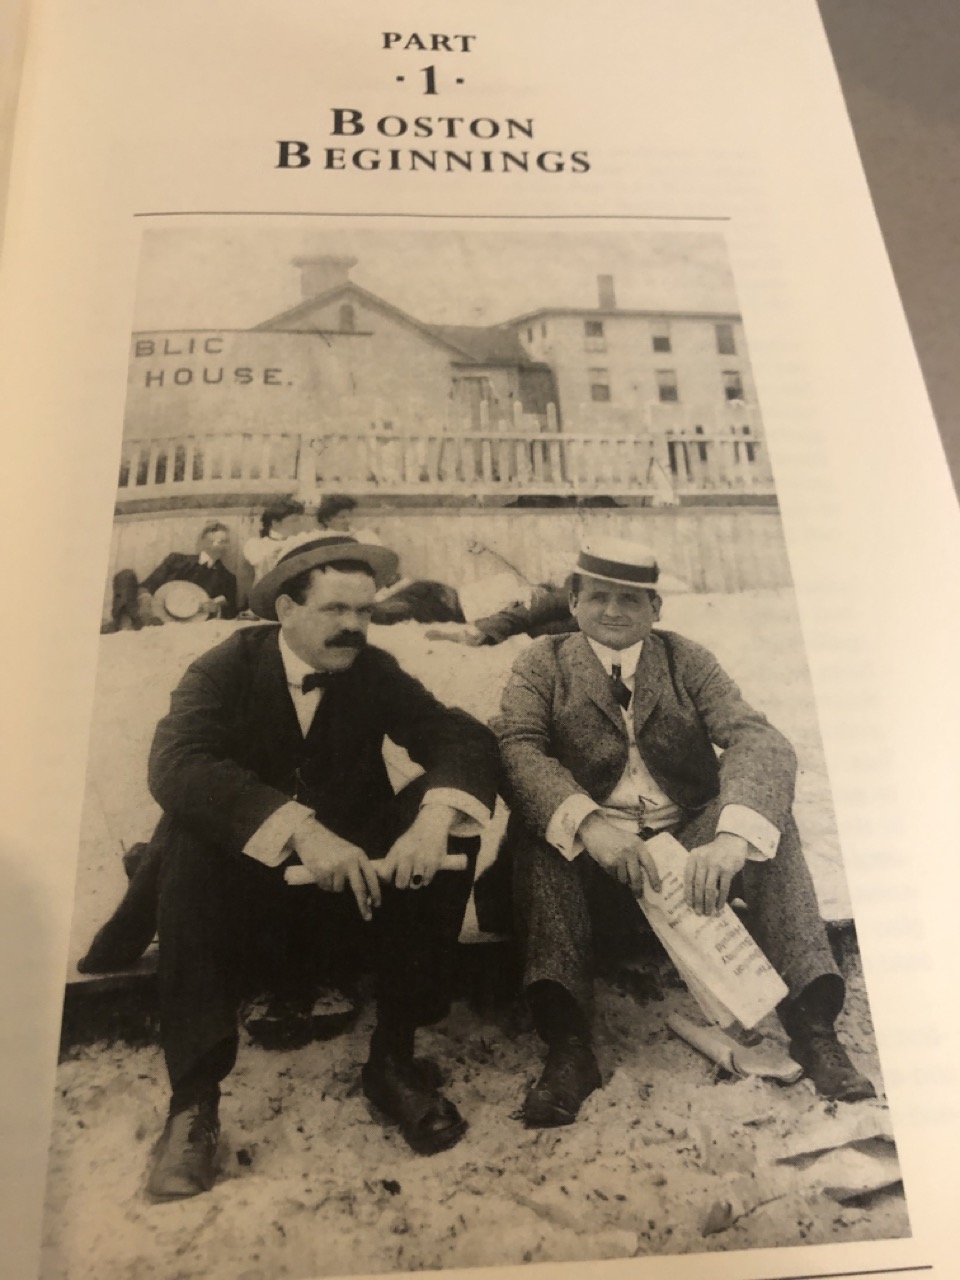 PART
· 1 ·
BOSTON
BEGINNINGS
BLIC
HOUSE.